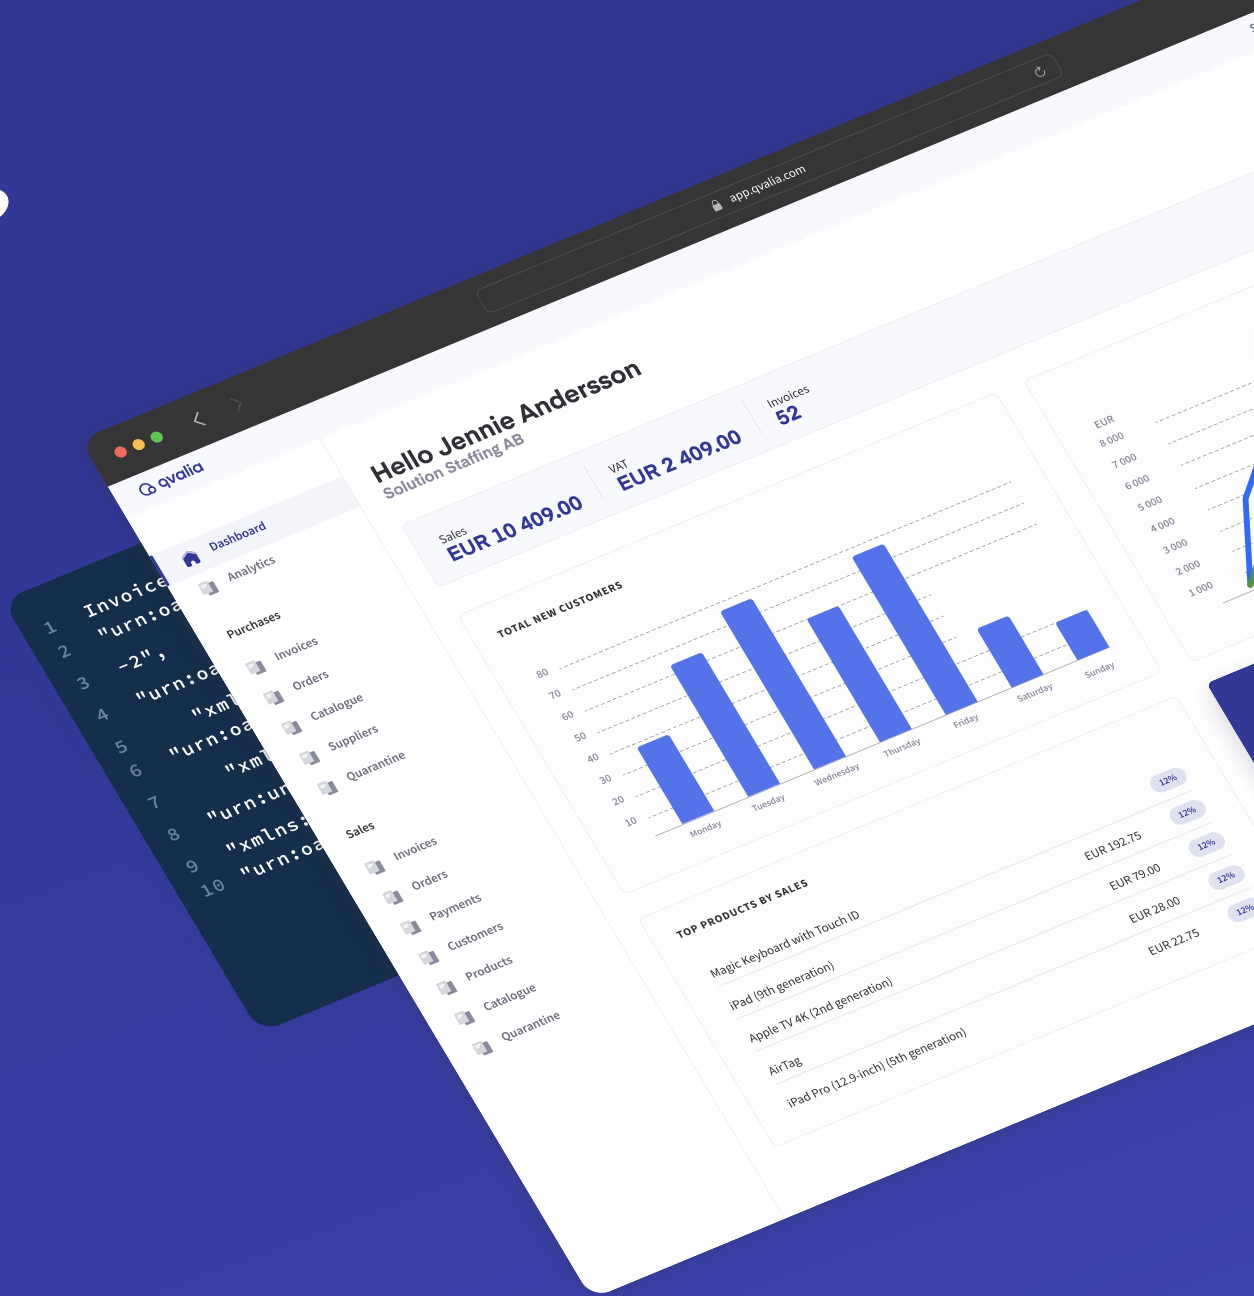 app.qvalia.com
qvalia
Dashboard
Analytics
Purchases
Invoices
Orders
Catalogue
Suppliers
Quarantine
Sales
Invoices
Orders
Payments
Customers
Products
Catalogue
Quarantine
Hello Jennie Andersson
Solution Staffing AB
Sales
EUR 10 409.00
VAT
EUR 2 409.00
Invoices
52
TOTAL NEW CUSTOMERS
80
70
60
50
40
30
20
10
Monday
Tuesday
Wednesday
Thursday
Friday
Saturday
Sunday
EUR
8 000
7 000
6 000
5 000
4 000
3 000
2 000
1 000
TOP PRODUCTS BY SALES
12%
Magic Keyboard with Touch ID
EUR 192.75
12%
iPad (9th generation)
EUR 79.00
12%
Apple TV 4K (2nd generation)
EUR 28.00
12%
AirTag
EUR 22.75
12%
iPad Pro (12.9-inch) (5th generation)
1
Invoice
2
"urn:oa
3
-2",
4
"urn:oa
5
"xml
6
"urn:oa
7
"xml
8
"urn:un
9
"xmlns:
10
"urn:oa